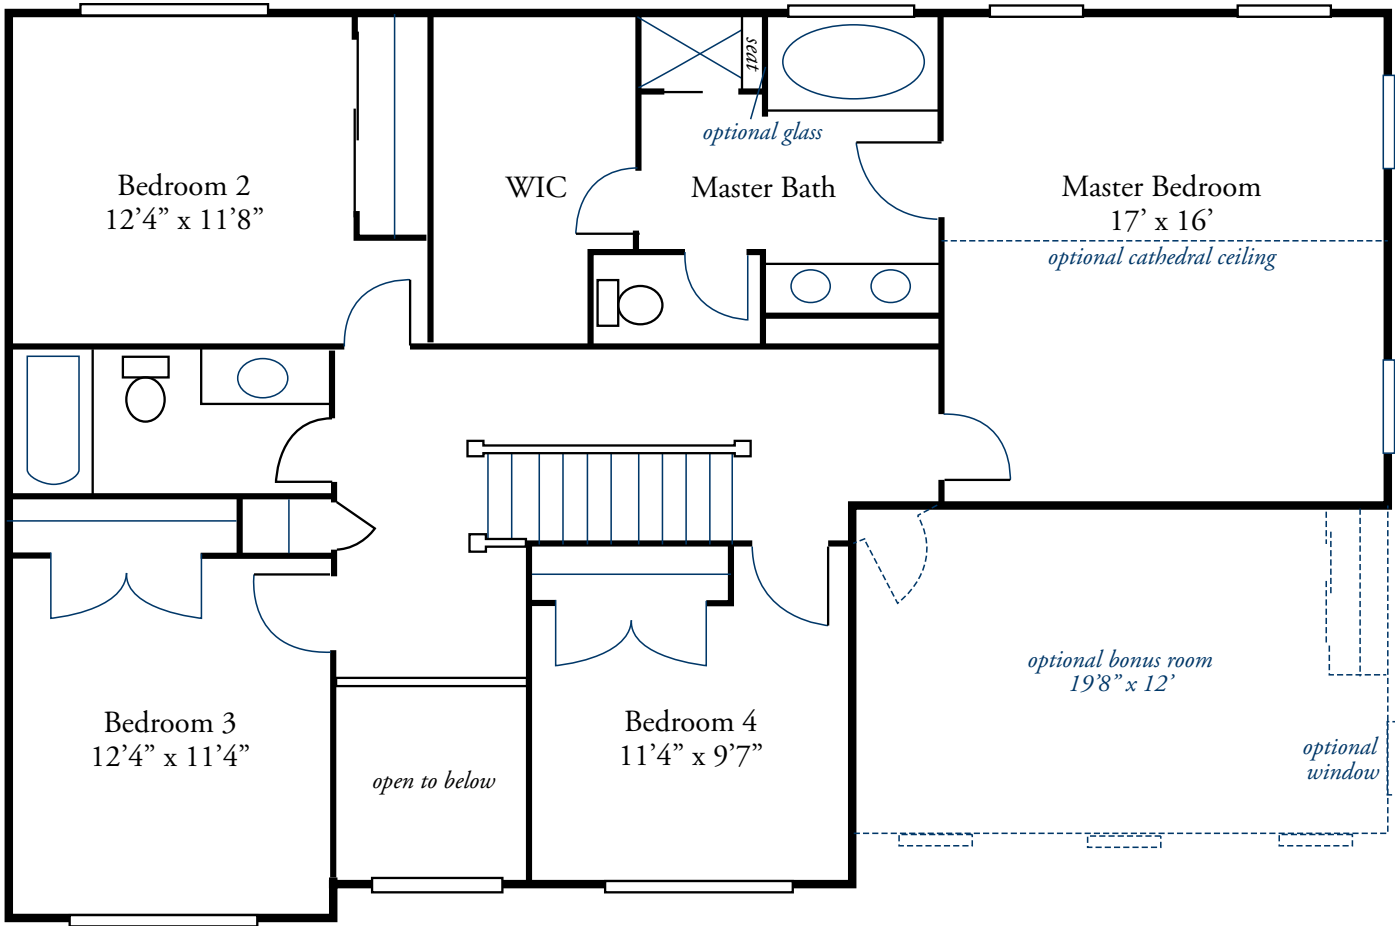 seat
optional glass
Bedroom 2
12’4” x 11’8”
WIC
Master Bath
Master Bedroom
17’ x 16’
optional cathedral ceiling
optional bonus room
19’8” x 12’
Bedroom 3
12’4” x 11’4”
open to below
Bedroom 4
11’4” x 9’7”
optional
window